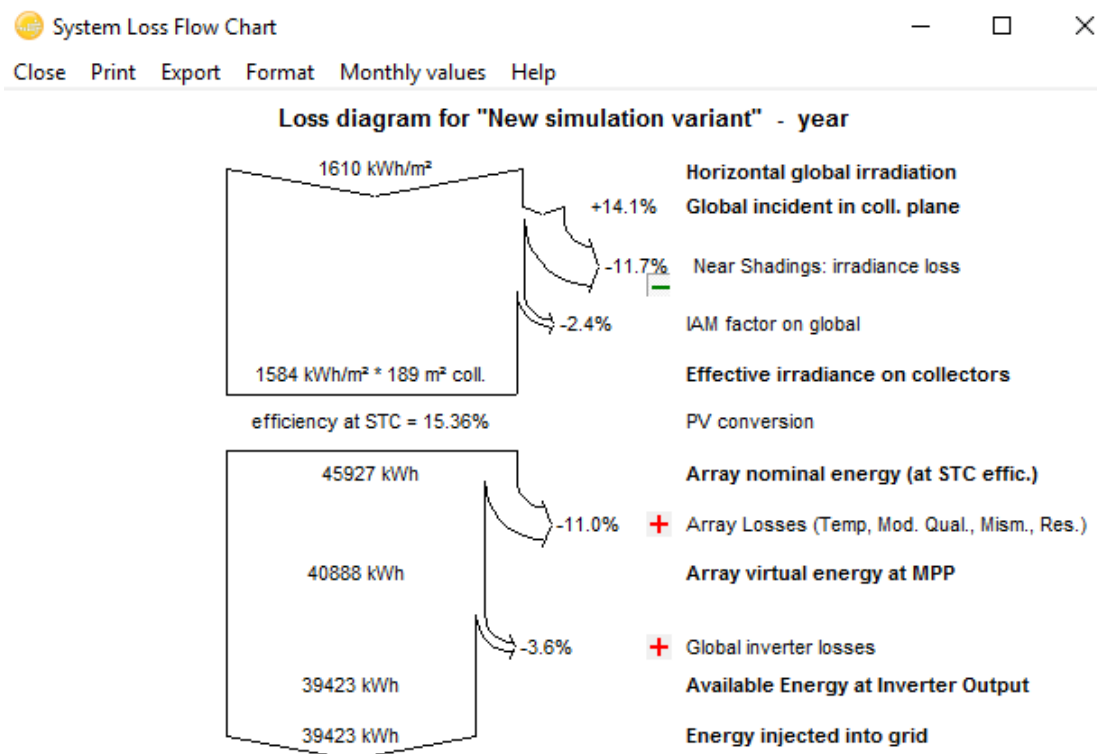 System Loss Flow Chart
Close Print Export Format Monthly values Help
Loss diagram for "New simulation variant" - year
1610 kWh/m² Horizontal global irradiation
+14.1% Global incident in coll. plane
-11.7% Near Shadings: irradiance loss
-2.4% IAM factor on global
1584 kWh/m² * 189 m² coll. Effective irradiance on collectors
efficiency at STC = 15.36% PV conversion
45927 kWh Array nominal energy (at STC effic.)
-11.0% Array Losses (Temp, Mod. Qual., Mism., Res.)
40888 kWh Array virtual energy at MPP
-3.6% Global inverter losses
39423 kWh Available Energy at Inverter Output
39423 kWh Energy injected into grid